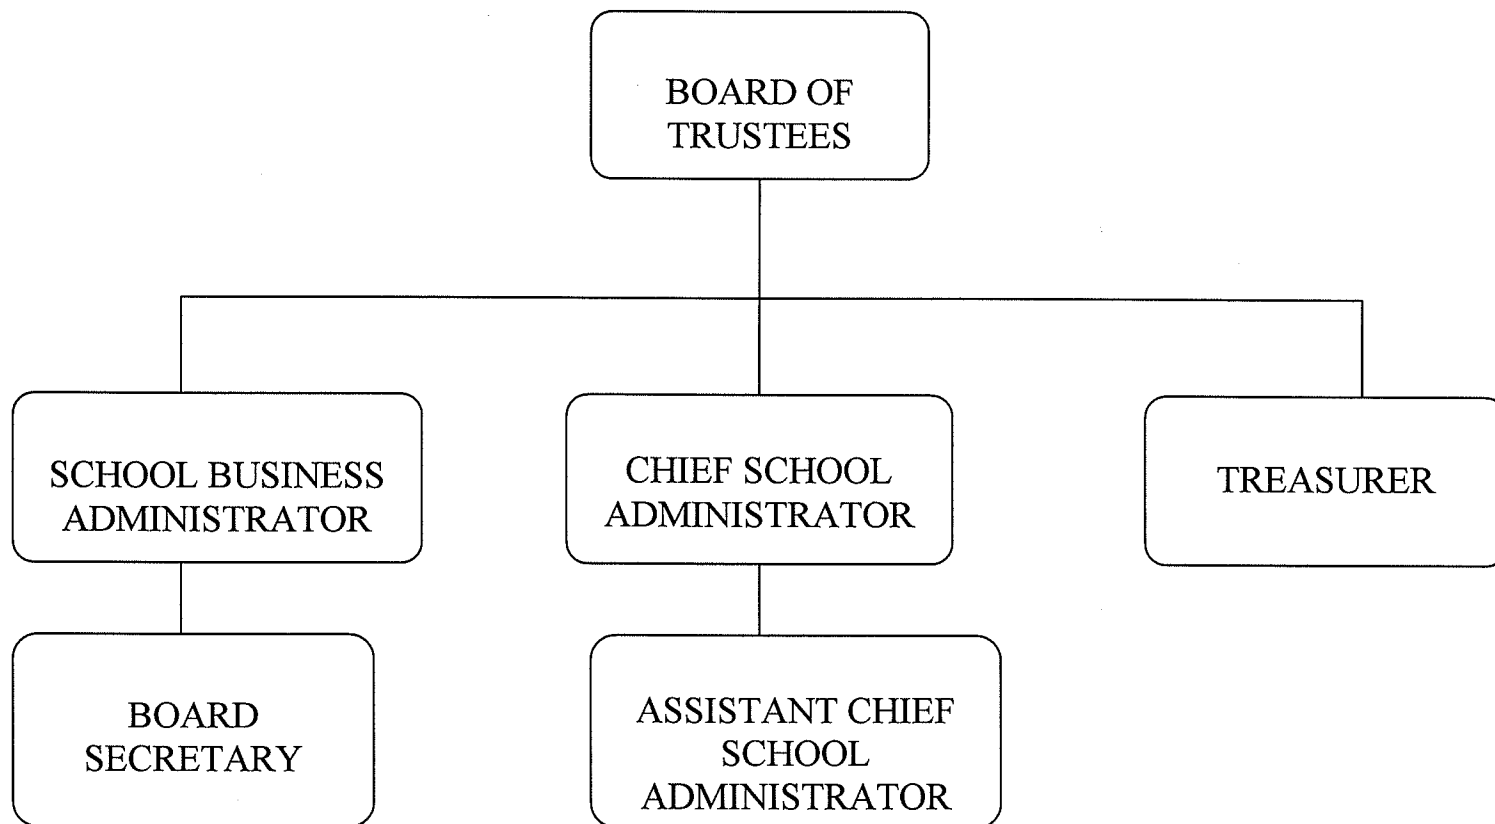 BOARD OF
TRUSTEES
SCHOOL BUSINESS
ADMINISTRATOR
CHIEF SCHOOL
ADMINISTRATOR
TREASURER
BOARD
SECRETARY
ASSISTANT CHIEF
SCHOOL
ADMINISTRATOR